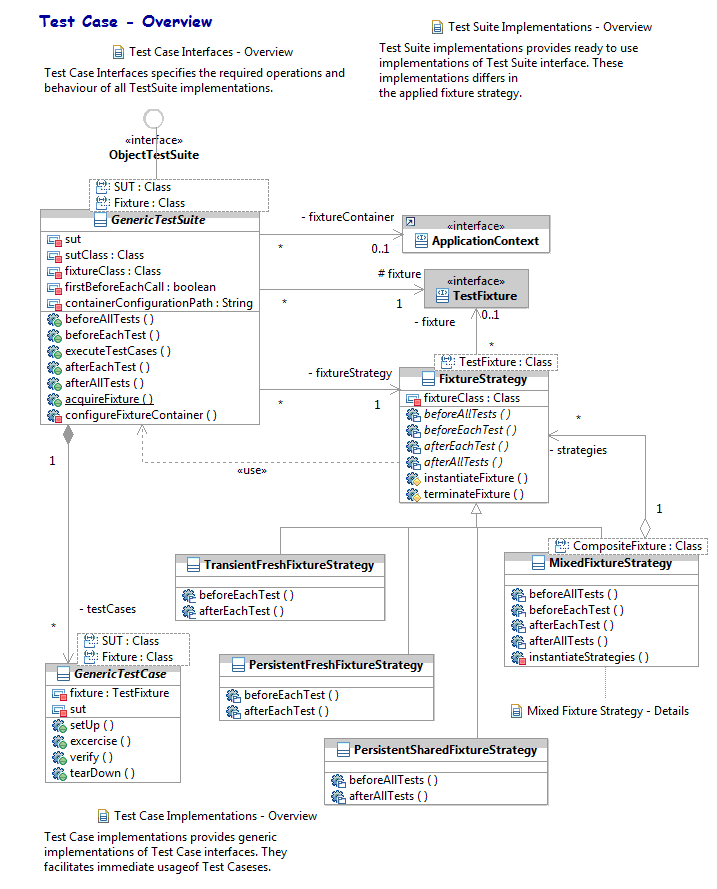 Test Case - Overview
Test Case Interfaces - Overview
Test Case Interfaces specifies the required operations and
behaviour of all TestSuite implementations.
Test Suite Implementations - Overview
Test Suite implementations provides ready to use
implementations of Test Suite interface. These
implementations differs in
the applied fixture strategy.
«interface»
ObjectTestSuite
SUT : Class
Fixture : Class
GenericTestSuite
sut
sutClass : Class
fixtureClass : Class
firstBeforeEachCall : boolean
containerConfigurationPath : String
beforeAllTests ( )
beforeEachTest ( )
executeTestCases ( )
afterEachTest ( )
afterAllTests ( )
acquireFixture ( )
configureFixtureContainer ( )
- fixtureContainer
*
0..1
«interface»
ApplicationContext
# fixture
*
1
«interface»
TestFixture
0..1
- fixture
*
- fixtureStrategy
*
1
TestFixture : Class
FixtureStrategy
fixtureClass : Class
beforeAllTests ( )
beforeEachTest ( )
afterEachTest ( )
afterAllTests ( )
instantiateFixture ( )
terminateFixture ( )
«use»
*
- strategies
1
1
- testCases
*
TransientFreshFixtureStrategy
beforeEachTest ( )
afterEachTest ( )
CompositeFixture : Class
MixedFixtureStrategy
beforeAllTests ( )
beforeEachTest ( )
afterEachTest ( )
afterAllTests ( )
instantiateStrategies ( )
Mixed Fixture Strategy - Details
SUT : Class
Fixture : Class
GenericTestCase
fixture : TestFixture
sut
setUp ( )
excercise ( )
verify ( )
tearDown ( )
PersistentFreshFixtureStrategy
beforeEachTest ( )
afterEachTest ( )
PersistentSharedFixtureStrategy
beforeAllTests ( )
afterAllTests ( )
Test Case Implementations - Overview
Test Case implementations provides generic
implementations of Test Case interfaces. They
facilitates immediate usageof Test Caseses.